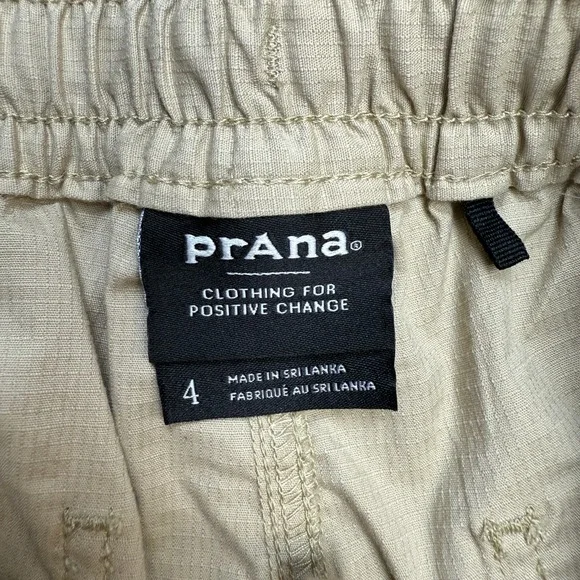 prAna®
CLOTHING FOR
POSITIVE CHANGE
4
MADE IN SRI LANKA
FABRIQUÉ AU SRI LANKA